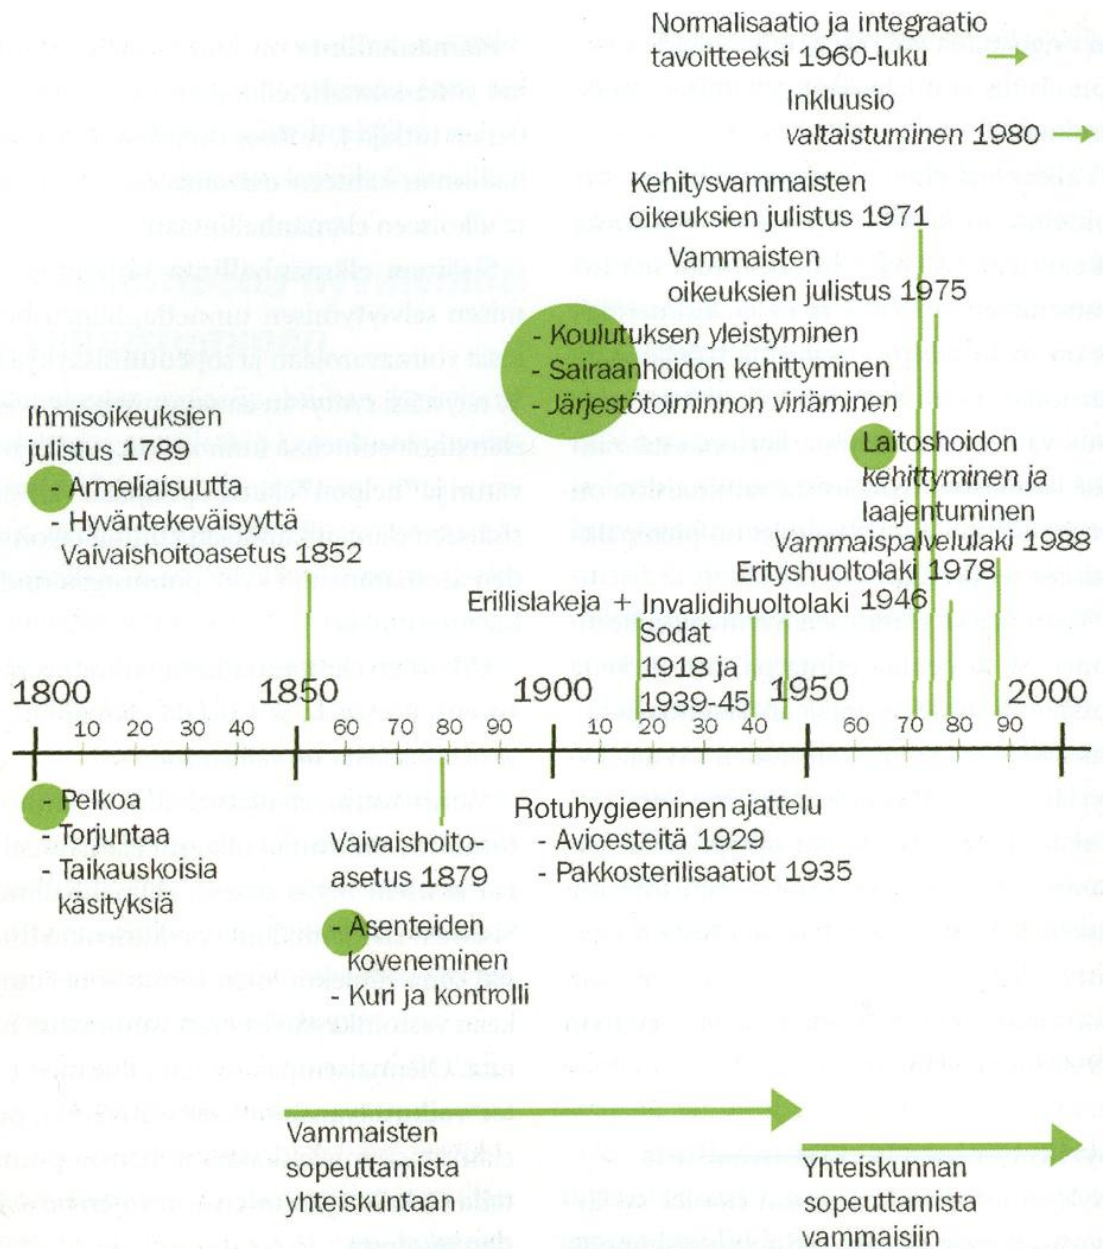 Normalisaatio ja integraatio
tavoitteeksi 1960-luku
Inkluusio
valtaistuminen 1980
Kehitysvammaisten
oikeuksien julistus 1971
Vammaisten
oikeuksien julistus 1975
- Koulutuksen yleistyminen
- Sairaanhoidon kehittyminen
- Järjestötoiminnon viriäminen
Ihmisoikeuksien
julistus 1789
- Armeliaisuutta
- Hyväntekeväisyyttä
Vaivaishoitoasetus 1852
Laitoshoidon
kehittyminen ja
laajentuminen
Vammaispalvelulaki 1988
Erityshuoltolaki 1978
Erillislakeja + Invalidihuoltolaki 1946
Sodat
1918 ja
1939-45
1800 1850 1900 1950 2000
10 20 30 40 60 70 80 90 10 20 30 40 60 70 80 90
- Pelkoa
- Torjuntaa
- Taikauskoisia
käsityksiä
Vaivaishoito-
asetus 1879
- Asenteiden
koveneminen
- Kuri ja kontrolli
Rotuhygieeninen ajattelu
- Avioesteitä 1929
- Pakkosterilisaatiot 1935
Vammaisten
sopeuttamista
yhteiskuntaan
Yhteiskunnan
sopeuttamista
vammaisiin